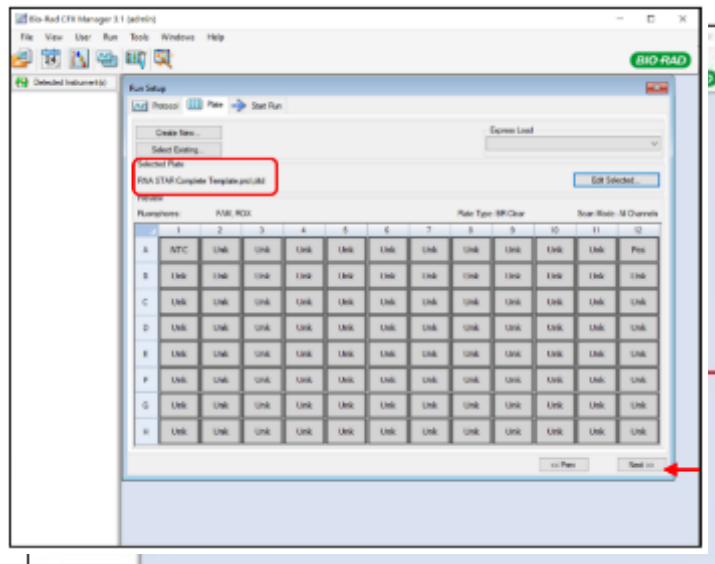 Bio-Rad CFX Manager 3.1 (admin)
File View User Run Tools Windows Help
BIO-RAD
Detected Instrument(s)
Run Setup
Protocol Plate Start Run
Create New...
Express Load
Select Existing...
Selected Plate
RNA STAR Complete Template.prcl.pltd
Edit Selected...
Preview
Fluorophores: FAM, ROX Plate Type: BR Clear Scan Mode: All Channels
1 2 3 4 5 6 7 8 9 10 11 12
A NTC Unk Unk Unk Unk Unk Unk Unk Unk Unk Unk Pos
B Unk Unk Unk Unk Unk Unk Unk Unk Unk Unk Unk Unk
C Unk Unk Unk Unk Unk Unk Unk Unk Unk Unk Unk Unk
D Unk Unk Unk Unk Unk Unk Unk Unk Unk Unk Unk Unk
E Unk Unk Unk Unk Unk Unk Unk Unk Unk Unk Unk Unk
F Unk Unk Unk Unk Unk Unk Unk Unk Unk Unk Unk Unk
G Unk Unk Unk Unk Unk Unk Unk Unk Unk Unk Unk Unk
H Unk Unk Unk Unk Unk Unk Unk Unk Unk Unk Unk Unk
<< Prev Next >>